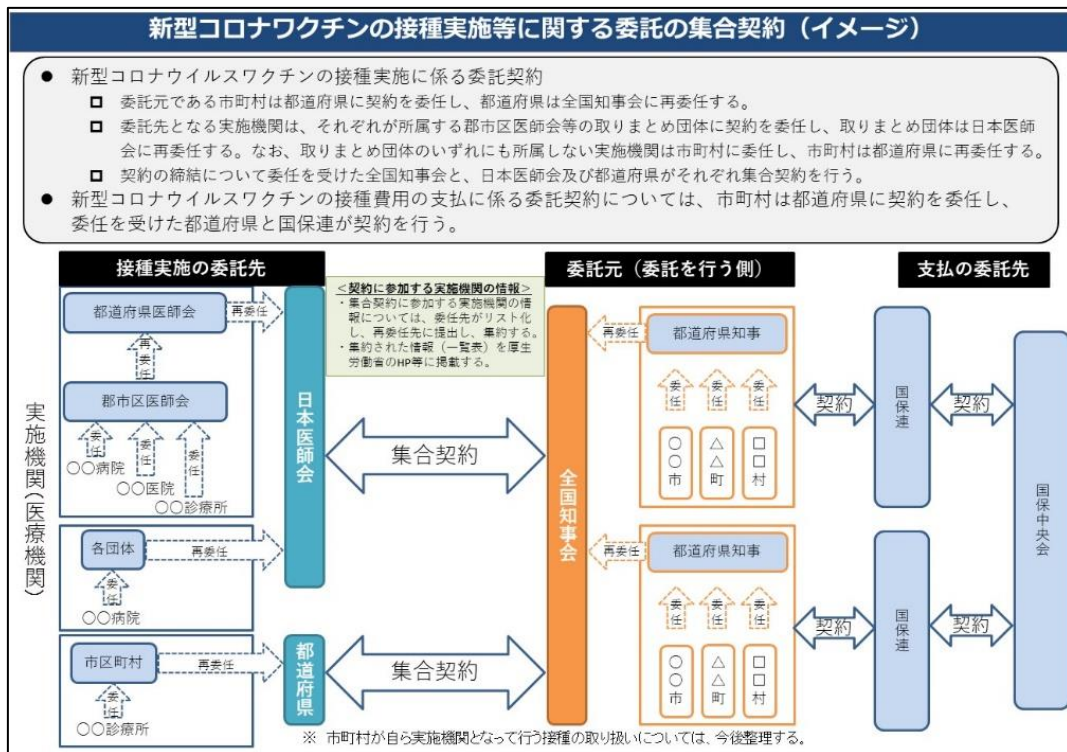 新型コロナワクチンの接種実施等に関する委託の集合契約（イメージ）
● 新型コロナウイルスワクチンの接種実施に係る委託契約
□ 委託元である市町村は都道府県に契約を委任し、都道府県は全国知事会に再委任する。
□ 委託先となる実施機関は、それぞれが所属する郡市区医師会等の取りまとめ団体に契約を委任し、取りまとめ団体は日本医師
会に再委任する。なお、取りまとめ団体のいずれにも所属しない実施機関は市町村に委任し、市町村は都道府県に再委任する。
□ 契約の締結について委任を受けた全国知事会と、日本医師会及び都道府県がそれぞれ集合契約を行う。
● 新型コロナウイルスワクチンの接種費用の支払に係る委託契約については、市町村は都道府県に契約を委任し、
委任を受けた都道府県と国保連が契約を行う。
接種実施の委託先
委託元（委託を行う側）
支払の委託先
実施機関(医療機関)
都道府県医師会
再委任
再委任
郡市区医師会
委任
委任
委任
〇〇病院
〇〇医院
〇〇診療所
各団体
再委任
委任
〇〇病院
市区町村
再委任
委任
〇〇診療所
日本医師会
都道府県
＜契約に参加する実施機関の情報＞
・集合契約に参加する実施機関の情
報については、委任先がリスト化
し、再委任先に提出し、集約する。
・集約された情報（一覧表）を厚生
労働省のHP等に掲載する。
集合契約
集合契約
全国知事会
再委任
都道府県知事
委任
委任
委任
〇〇市
△△町
□□村
再委任
都道府県知事
委任
委任
委任
〇〇市
△△町
□□村
契約
国保連
契約
契約
国保連
契約
国保中央会
※ 市町村が自ら実施機関となって行う接種の取り扱いについては、今後整理する。